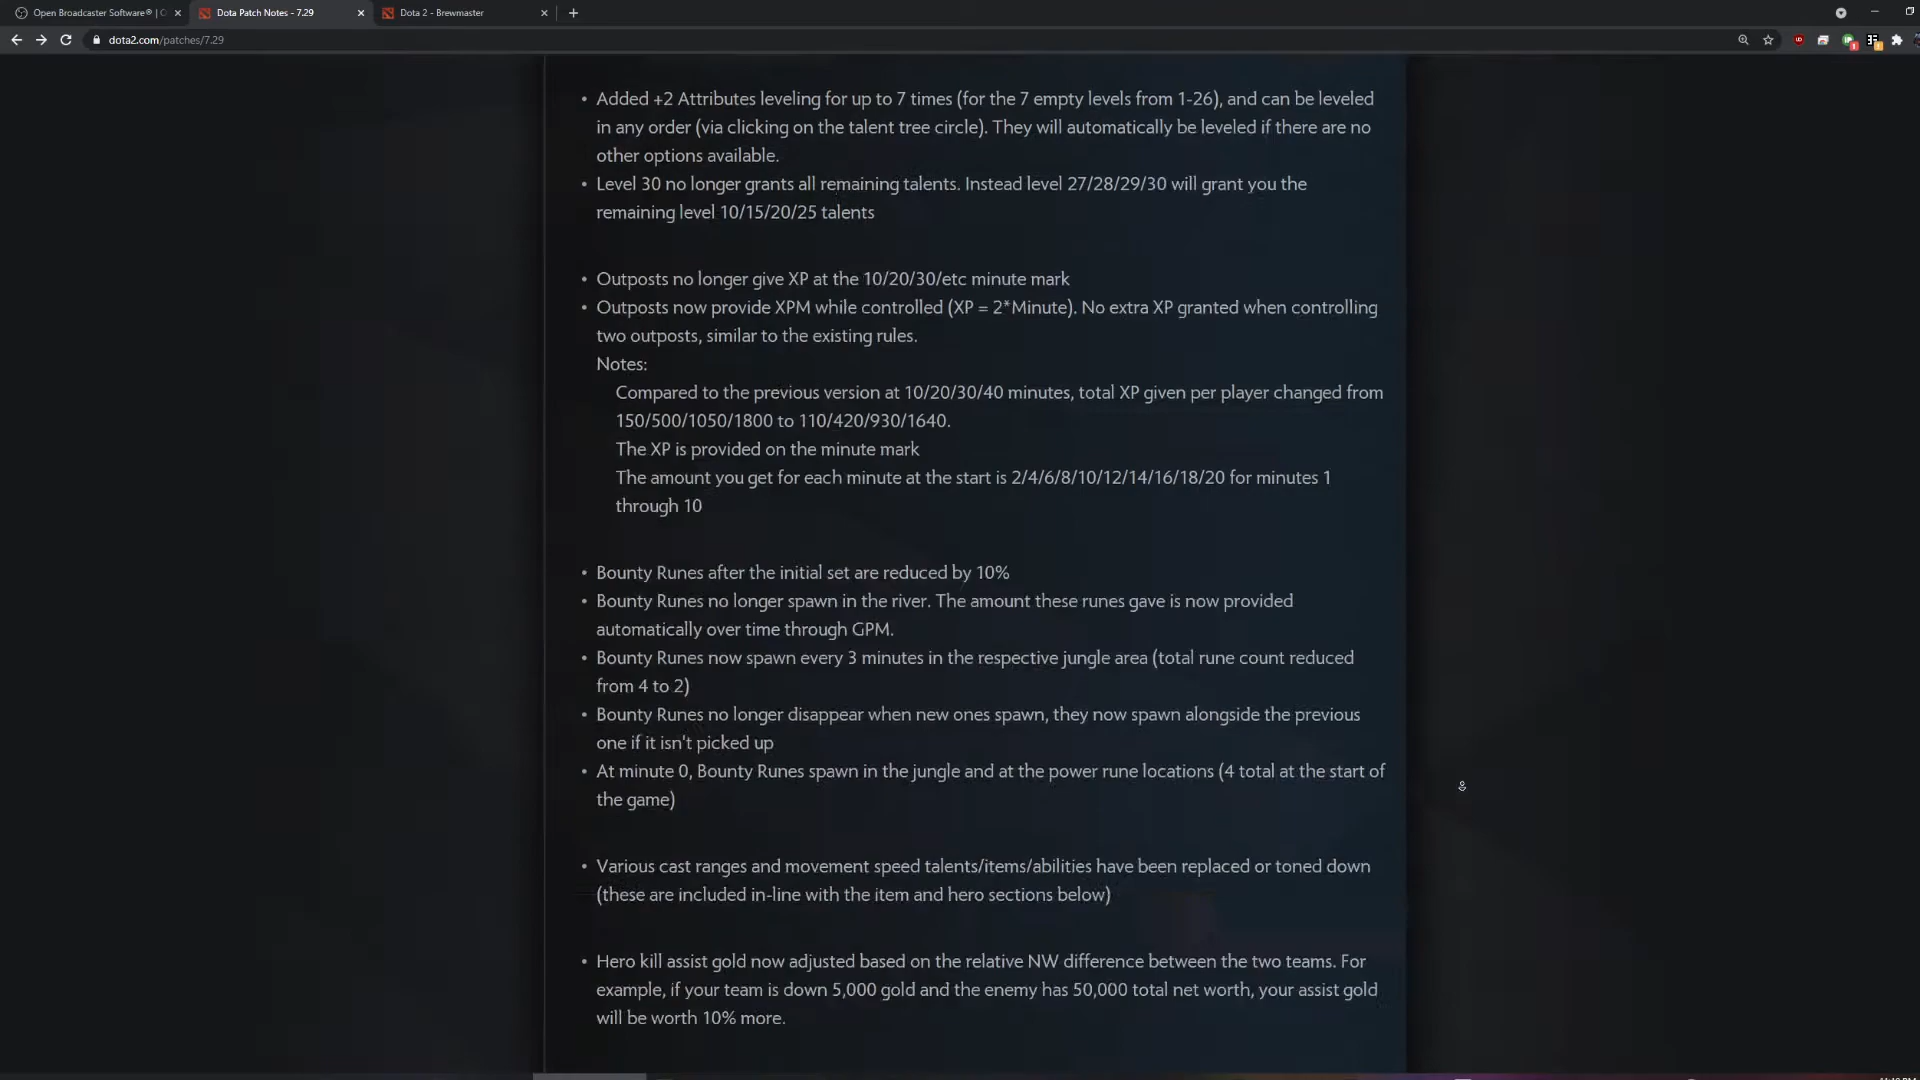 Open Broadcaster Software® | O
Dota Patch Notes - 7.29
Dota 2 - Brewmaster
dota2.com/patches/7.29
• Added +2 Attributes leveling for up to 7 times (for the 7 empty levels from 1-26), and can be leveled
in any order (via clicking on the talent tree circle). They will automatically be leveled if there are no
other options available.
• Level 30 no longer grants all remaining talents. Instead level 27/28/29/30 will grant you the
remaining level 10/15/20/25 talents
• Outposts no longer give XP at the 10/20/30/etc minute mark
• Outposts now provide XPM while controlled (XP = 2*Minute). No extra XP granted when controlling
two outposts, similar to the existing rules.
Notes:
Compared to the previous version at 10/20/30/40 minutes, total XP given per player changed from
150/500/1050/1800 to 110/420/930/1640.
The XP is provided on the minute mark
The amount you get for each minute at the start is 2/4/6/8/10/12/14/16/18/20 for minutes 1
through 10
• Bounty Runes after the initial set are reduced by 10%
• Bounty Runes no longer spawn in the river. The amount these runes gave is now provided
automatically over time through GPM.
• Bounty Runes now spawn every 3 minutes in the respective jungle area (total rune count reduced
from 4 to 2)
• Bounty Runes no longer disappear when new ones spawn, they now spawn alongside the previous
one if it isn't picked up
• At minute 0, Bounty Runes spawn in the jungle and at the power rune locations (4 total at the start of
the game)
• Various cast ranges and movement speed talents/items/abilities have been replaced or toned down
(these are included in-line with the item and hero sections below)
• Hero kill assist gold now adjusted based on the relative NW difference between the two teams. For
example, if your team is down 5,000 gold and the enemy has 50,000 total net worth, your assist gold
will be worth 10% more.